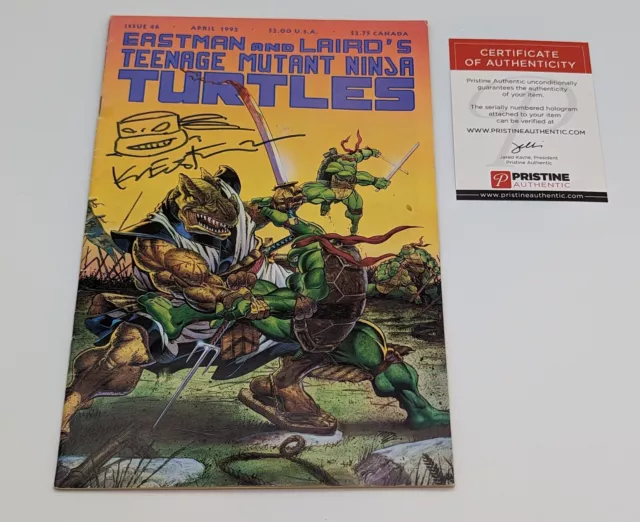 ISSUE 46 APRIL 1992 $2.00 U.S.A. $2.75 CANADA
EASTMAN AND LAIRD'S
TEENAGE MUTANT NINJA
TURTLES
CERTIFICATE
OF AUTHENTICITY
Pristine Authentic unconditionally
guarantees the authenticity
of your item.
The serially numbered hologram
attached to your item
can be verified at
WWW.PRISTINEAUTHENTIC.COM
Jared Kavlie, President
Pristine Authentic
PRISTINE
AUTHENTIC
www.pristineauthentic.com